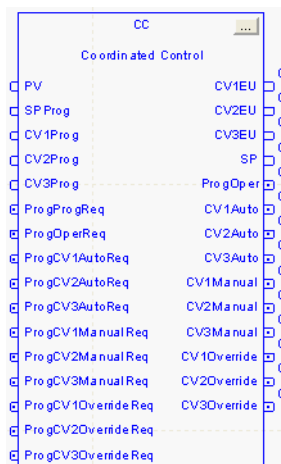 CC
...
Coordinated Control
PV CV1EU
SPProg CV2EU
CV1Prog CV3EU
CV2Prog SP
CV3Prog ProgOper
ProgProgReq CV1Auto
ProgOperReq CV2Auto
ProgCV1AutoReq CV3Auto
ProgCV2AutoReq CV1Manual
ProgCV3AutoReq CV2Manual
ProgCV1ManualReq CV3Manual
ProgCV2ManualReq CV1Override
ProgCV3ManualReq CV2Override
ProgCV1OverrideReq CV3Override
ProgCV2OverrideReq
ProgCV3OverrideReq